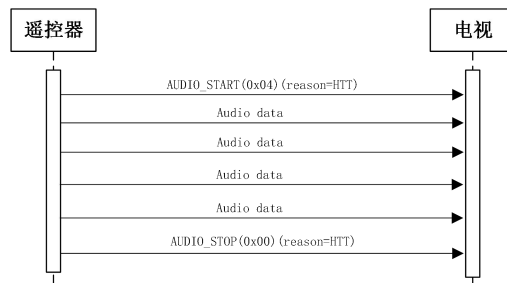 遥控器
电视
AUDIO_START(0x04)(reason=HTT)
Audio data
Audio data
Audio data
Audio data
AUDIO_STOP(0x00)(reason=HTT)